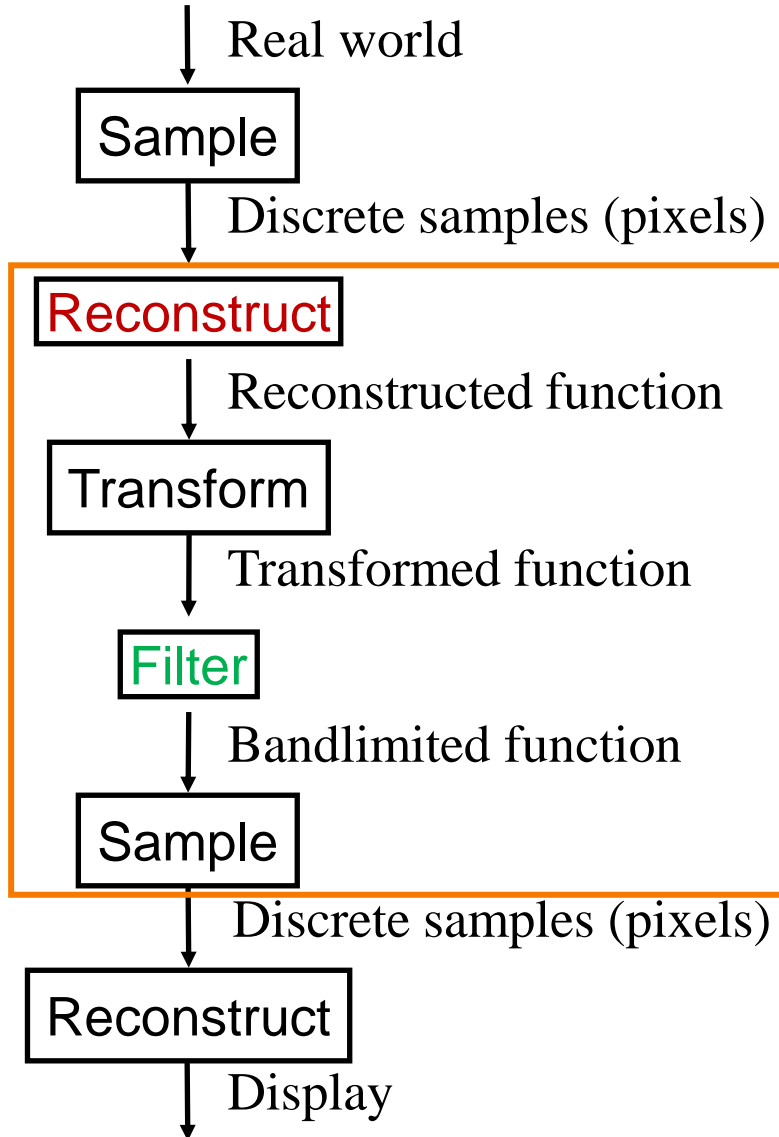 Real world
Sample
Discrete samples (pixels)
Reconstruct
Reconstructed function
Transform
Transformed function
Filter
Bandlimited function
Sample
Discrete samples (pixels)
Reconstruct
Display